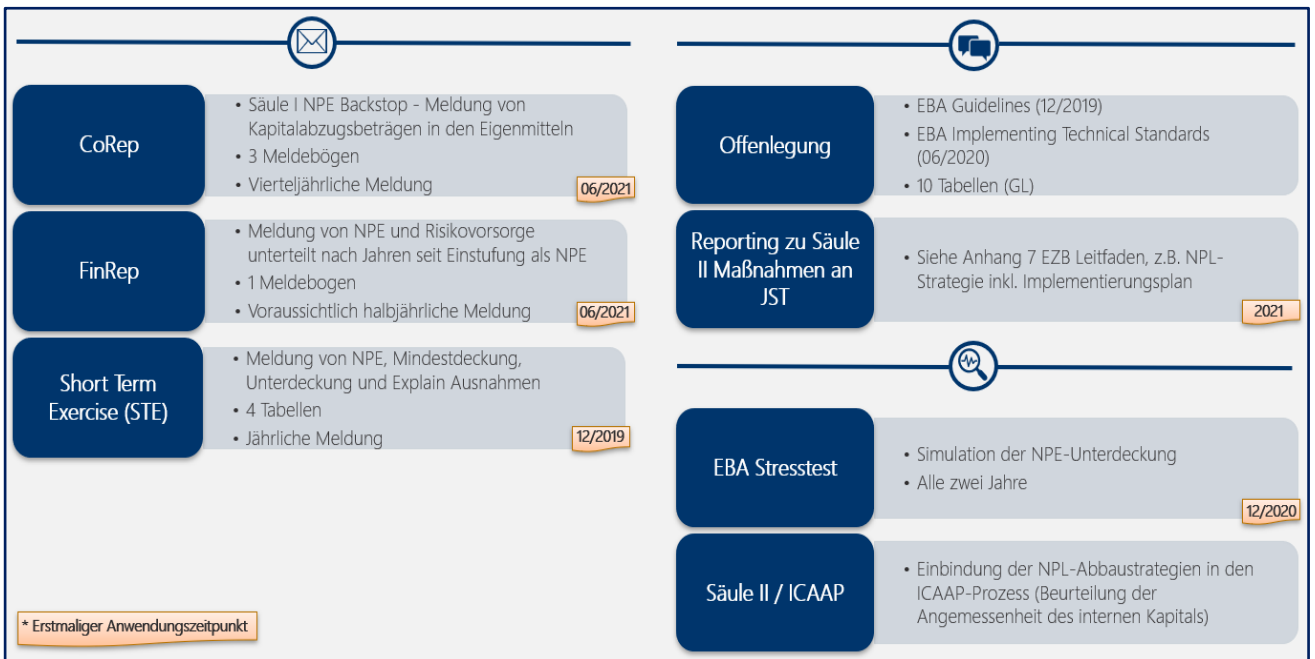 CoRep
• Säule I NPE Backstop - Meldung von
Kapitalabzugsbeträgen in den Eigenmitteln
• 3 Meldebögen
• Vierteljährliche Meldung
06/2021
FinRep
• Meldung von NPE und Risikovorsorge
unterteilt nach Jahren seit Einstufung als NPE
• 1 Meldebogen
• Voraussichtlich halbjährliche Meldung
06/2021
Short Term
Exercise (STE)
• Meldung von NPE, Mindestdeckung,
Unterdeckung und Explain Ausnahmen
• 4 Tabellen
• Jährliche Meldung
12/2019
* Erstmaliger Anwendungszeitpunkt
Offenlegung
• EBA Guidelines (12/2019)
• EBA Implementing Technical Standards
(06/2020)
• 10 Tabellen (GL)
Reporting zu Säule
II Maßnahmen an
JST
• Siehe Anhang 7 EZB Leitfaden, z.B. NPL-
Strategie inkl. Implementierungsplan
2021
EBA Stresstest
• Simulation der NPE-Unterdeckung
• Alle zwei Jahre
12/2020
Säule II / ICAAP
• Einbindung der NPL-Abbaustrategien in den
ICAAP-Prozess (Beurteilung der
Angemessenheit des internen Kapitals)